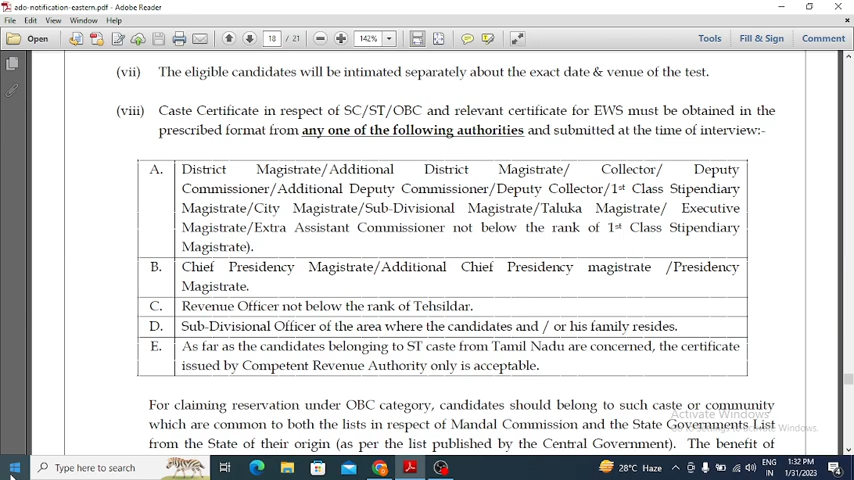 ado-notification-eastern.pdf - Adobe Reader
File Edit View Window Help
Open 18 / 21 142% Tools Fill & Sign Comment
(vii) The eligible candidates will be intimated separately about the exact date & venue of the test.
(viii) Caste Certificate in respect of SC/ST/OBC and relevant certificate for EWS must be obtained in the
prescribed format from any one of the following authorities and submitted at the time of interview:-
A. District Magistrate/Additional District Magistrate/ Collector/ Deputy
Commissioner/Additional Deputy Commissioner/Deputy Collector/1st Class Stipendiary
Magistrate/City Magistrate/Sub-Divisional Magistrate/Taluka Magistrate/ Executive
Magistrate/Extra Assistant Commissioner not below the rank of 1st Class Stipendiary
Magistrate).
B. Chief Presidency Magistrate/Additional Chief Presidency magistrate /Presidency
Magistrate.
C. Revenue Officer not below the rank of Tehsildar.
D. Sub-Divisional Officer of the area where the candidates and / or his family resides.
E. As far as the candidates belonging to ST caste from Tamil Nadu are concerned, the certificate
issued by Competent Revenue Authority only is acceptable.
For claiming reservation under OBC category, candidates should belong to such caste or community
which are common to both the lists in respect of Mandal Commission and the State Governments List
from the State of their origin (as per the list published by the Central Government). The benefit of
Activate Windows
Type here to search
28°C Haze
ENG
IN
1:32 PM
1/31/2023
4